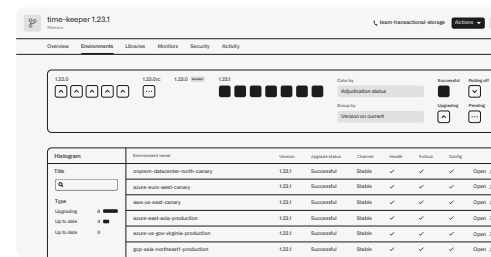 time-keeper 1.23.1
Release
team-transactional-storage
Actions
Overview Environments Libraries Monitors Security Activity
1.22.0 1.23.0rc 1.23.0 1.23.1
Color by
Adjudication status
Group by
Version on current
Successful Rolling off
Upgrading Pending
Histogram
Title
Type
Upgrading 6
Up to date 4
Up to date 0
Environment name Version Upgrade status Channel Health Rollout Config
onprem-datacenter-north-canary 1.23.1 Successful Stable Open
azure-euro-west-canary 1.23.1 Successful Stable Open
aws-us-east-canary 1.23.1 Successful Stable Open
azure-east-asia-production 1.23.1 Successful Stable Open
azure-us-gov-virginia-production 1.23.1 Successful Stable Open
gcp-asia-northeast1-production 1.23.1 Successful Stable Open